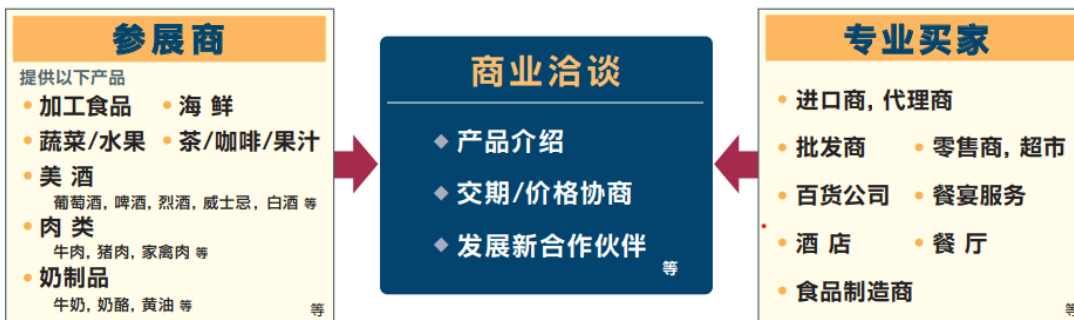 参展商
提供以下产品
加工食品 海 鲜
蔬菜/水果 茶/咖啡/果汁
美 酒
葡萄酒, 啤酒, 烈酒, 威士忌, 白酒 等
肉 类
牛肉, 猪肉, 家禽肉 等
奶制品
牛奶, 奶酪, 黄油 等
等
商业洽谈
产品介绍
交期/价格协商
发展新合作伙伴
等
专业买家
进口商, 代理商
批发商 零售商, 超市
百货公司 餐宴服务
酒 店 餐 厅
食品制造商
等